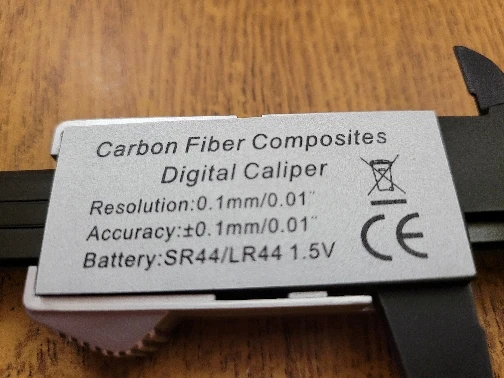 Carbon Fiber Composites
Digital Caliper
Resolution:0.1mm/0.01"
Accuracy:±0.1mm/0.01"
Battery:SR44/LR44 1.5V
CE